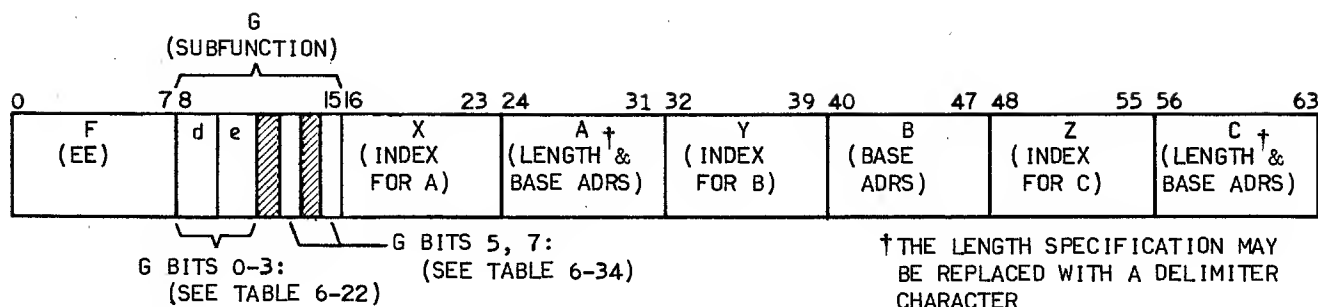 G
(SUBFUNCTION)
0 7 8 15 16 23 24 31 32 39 40 47 48 55 56 63
F
(EE)
d
e
X
(INDEX
FOR A)
A†
(LENGTH &
BASE ADRS)
Y
(INDEX
FOR B)
B
(BASE
ADRS)
Z
(INDEX
FOR C)
C †
(LENGTH &
BASE ADRS)
G BITS 5, 7:
(SEE TABLE 6-34)
G BITS 0-3:
(SEE TABLE 6-22)
†THE LENGTH SPECIFICATION MAY
BE REPLACED WITH A DELIMITER
CHARACTER